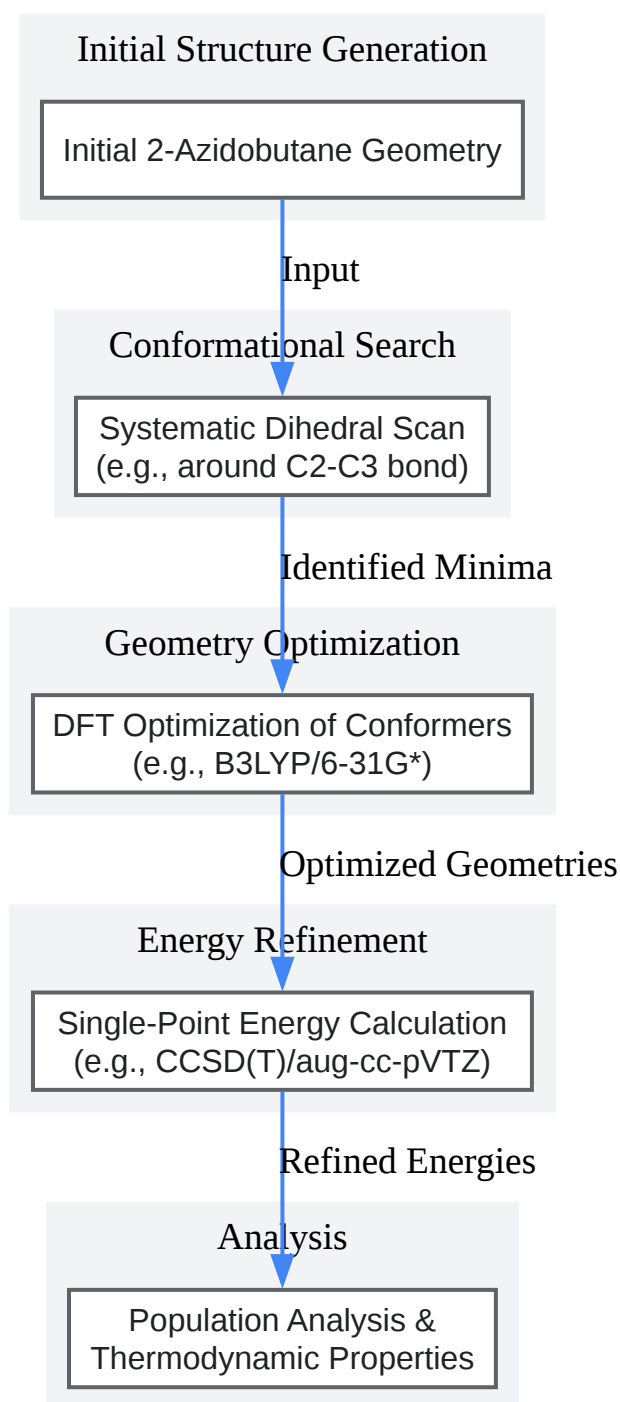 Initial Structure Generation
Initial 2-Azidobutane Geometry
Input
Conformational Search
Systematic Dihedral Scan
(e.g., around C2-C3 bond)
Identified Minima
Geometry Optimization
DFT Optimization of Conformers
(e.g., B3LYP/6-31G*)
Optimized Geometries
Energy Refinement
Single-Point Energy Calculation
(e.g., CCSD(T)/aug-cc-pVTZ)
Refined Energies
Analysis
Population Analysis &
Thermodynamic Properties